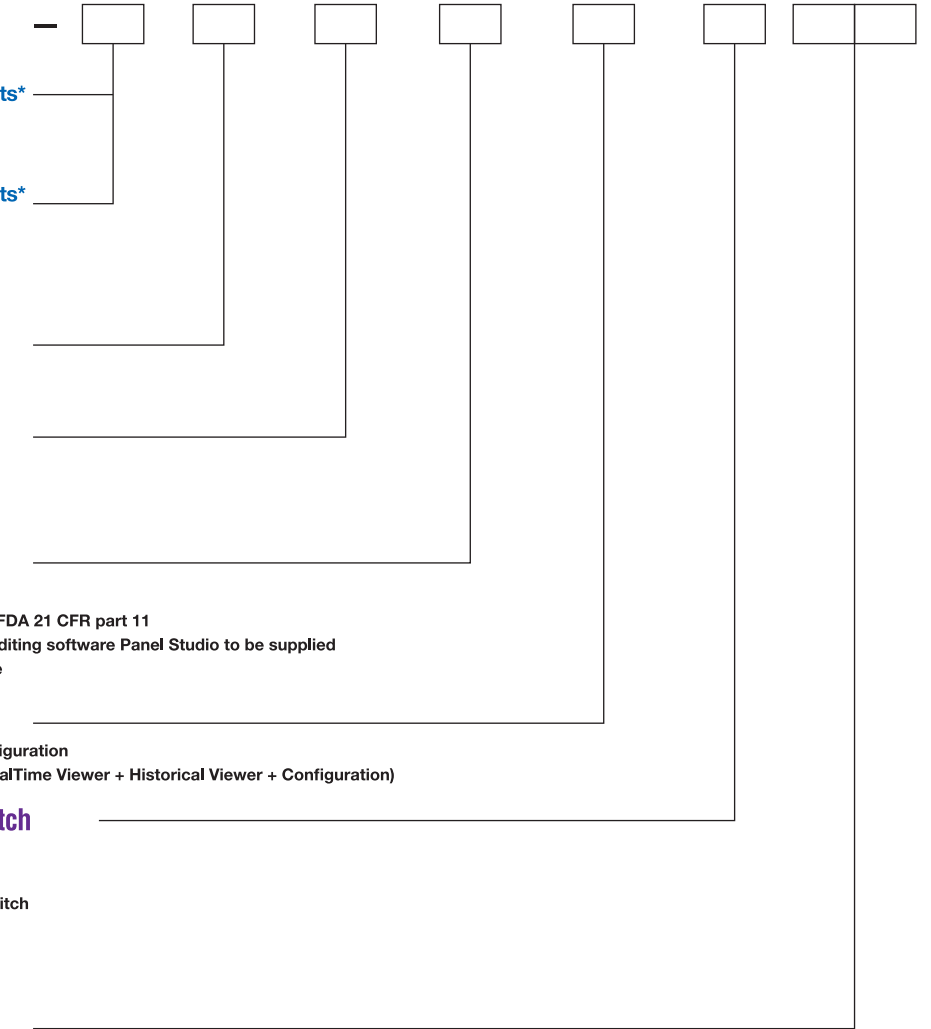 –
ts*
ts*
FDA 21 CFR part 11
diting software Panel Studio to be supplied
e
iguration
alTime Viewer + Historical Viewer + Configuration)
tch
itch